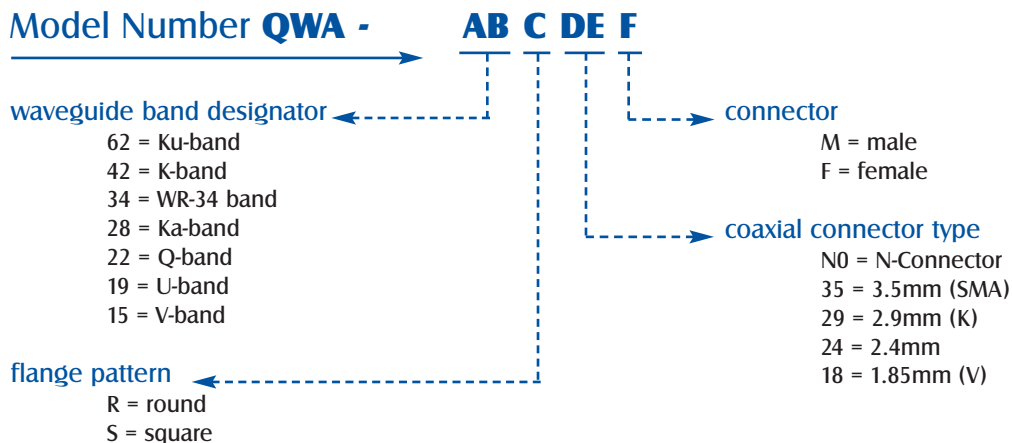 Model Number QWA - AB C DE F
waveguide band designator
62 = Ku-band
42 = K-band
34 = WR-34 band
28 = Ka-band
22 = Q-band
19 = U-band
15 = V-band
flange pattern
R = round
S = square
connector
M = male
F = female
coaxial connector type
N0 = N-Connector
35 = 3.5mm (SMA)
29 = 2.9mm (K)
24 = 2.4mm
18 = 1.85mm (V)